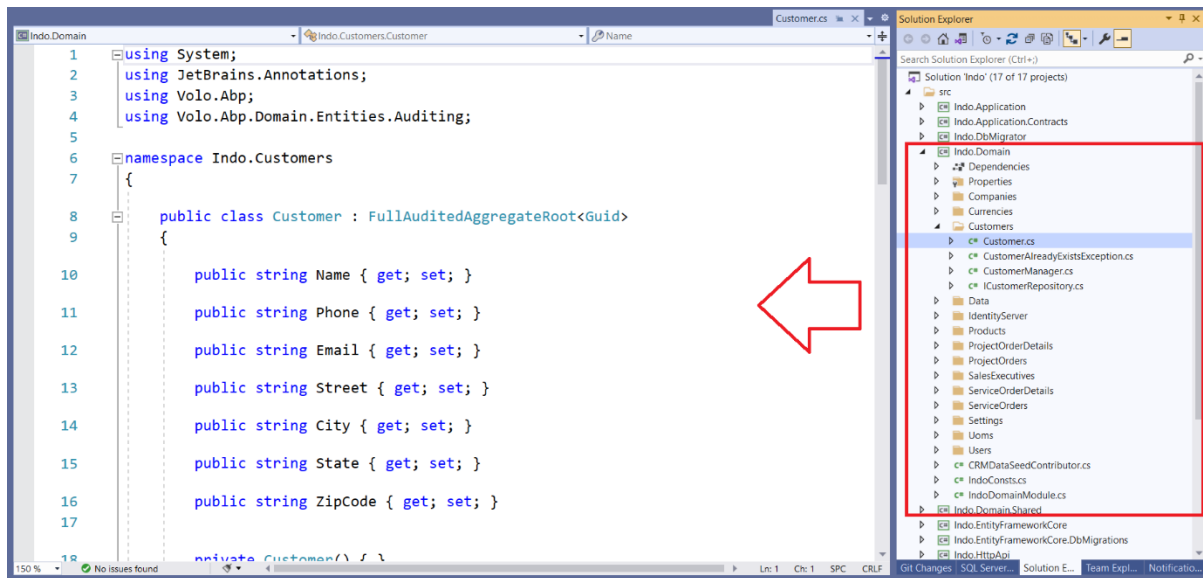 Customer.cs
Indo.Domain
Indo.Customers.Customer
Name
1 using System;
2 using JetBrains.Annotations;
3 using Volo.Abp;
4 using Volo.Abp.Domain.Entities.Auditing;
5
6 namespace Indo.Customers
7 {
8 public class Customer : FullAuditedAggregateRoot<Guid>
9 {
10 public string Name { get; set; }
11 public string Phone { get; set; }
12 public string Email { get; set; }
13 public string Street { get; set; }
14 public string City { get; set; }
15 public string State { get; set; }
16 public string ZipCode { get; set; }
17
18 private Customer() { }
150 % No issues found Ln: 1 Ch: 1 SPC CRLF
Solution Explorer
Search Solution Explorer (Ctrl+;)
Solution 'Indo' (17 of 17 projects)
src
C# Indo.Application
C# Indo.Application.Contracts
C# Indo.DbMigrator
C# Indo.Domain
Dependencies
Properties
Companies
Currencies
Customers
C# Customer.cs
C# CustomerAlreadyExistsException.cs
C# CustomerManager.cs
C# ICustomerRepository.cs
Data
IdentityServer
Products
ProjectOrderDetails
ProjectOrders
SalesExecutives
ServiceOrderDetails
ServiceOrders
Settings
Uoms
Users
C# CRMDataSeedContributor.cs
C# IndoConsts.cs
C# IndoDomainModule.cs
C# Indo.Domain.Shared
C# Indo.EntityFrameworkCore
C# Indo.EntityFrameworkCore.DbMigrations
C# Indo.HttpApi
Git Changes SQL Server... Solution E... Team Expl... Notificatio...